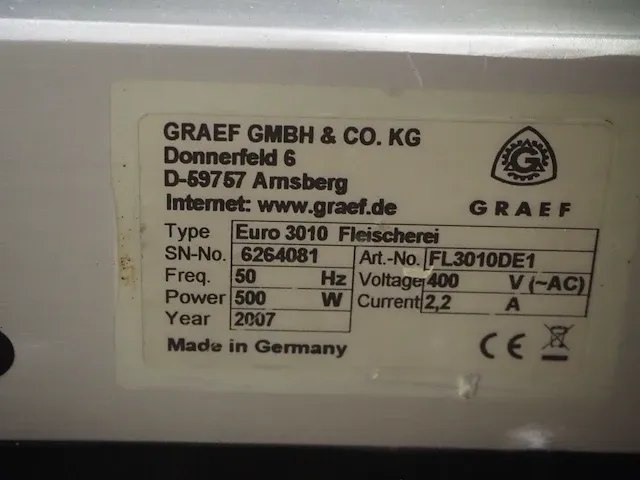 GRAEF GMBH & CO. KG
Donnerfeld 6
D-59757 Arnsberg
Internet: www.graef.de
G
GRAEF
Type Euro 3010 Fleischerei
SN-No. 6264081 Art.-No. FL3010DE1
Freq. 50 Hz Voltage 400 V (~AC)
Power 500 W Current 2,2 A
Year 2007
Made in Germany
CE